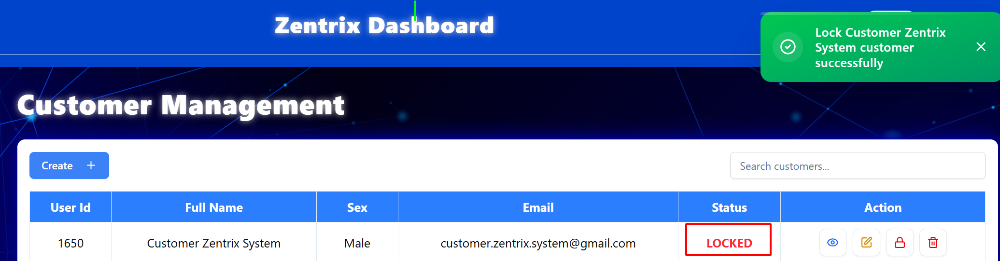 Zentrix Dashboard
Lock Customer Zentrix
System customer
successfully
Customer Management
Create
Search customers...
User Id Full Name Sex Email Status Action
1650 Customer Zentrix System Male customer.zentrix.system@gmail.com LOCKED